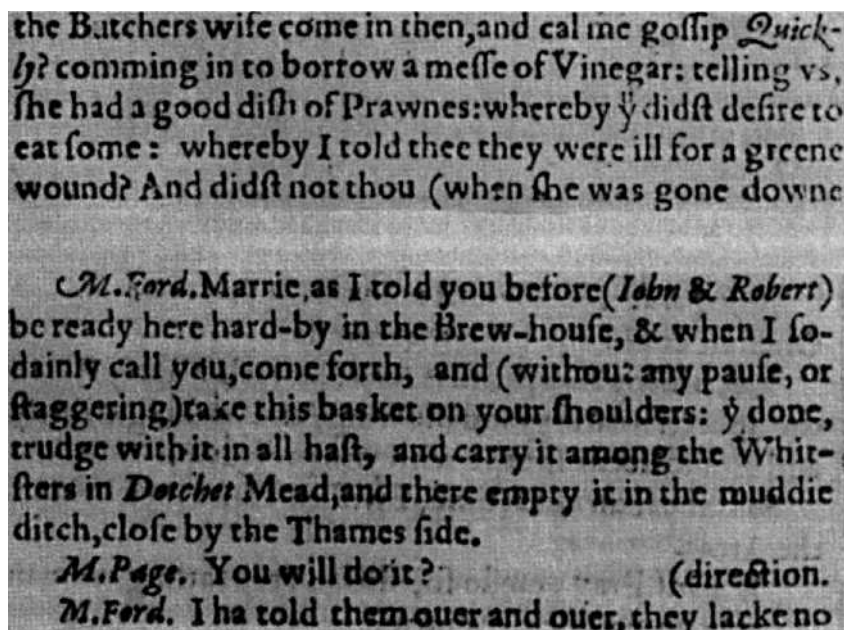 the Butchers wife come in then,and cal me goſſip Quick-
ly? comming in to borrow a meſſe of Vinegar: telling vs,
ſhe had a good diſh of Prawnes:whereby yͧ didſt deſire to
eat ſome: whereby I told thee they were ill for a greene
wound? And didſt not thou (when ſhe was gone downe
M.Ford.Marrie,as I told you before(Iohn & Robert)
be ready here hard-by in the Brew-houſe, & when I ſo-
dainly call you,come forth, and (without any pauſe, or
ſtaggering)take this basket on your ſhoulders: yͭ done,
trudge with it in all haſt, and carry it among the Whit-
ſters in Dotchet Mead,and there empty it in the muddie
ditch,cloſe by the Thames ſide.
M.Page. You will do it? (direction.
M.Ford. I ha told them ouer and ouer, they lacke no